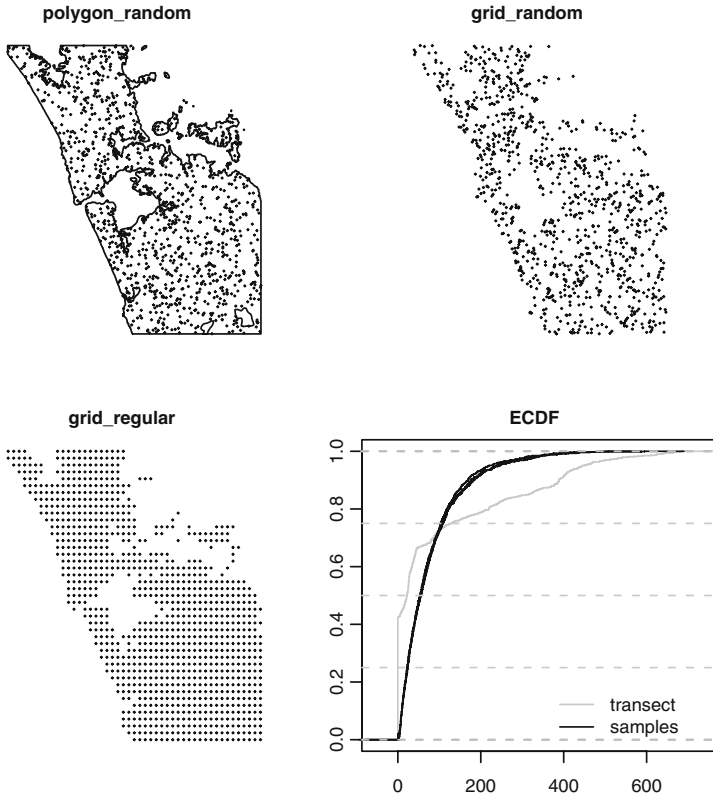 polygon_random
grid_random
grid_regular
ECDF
1.0
0.8
0.6
0.4
0.2
0.0
transect
samples
0 200 400 600